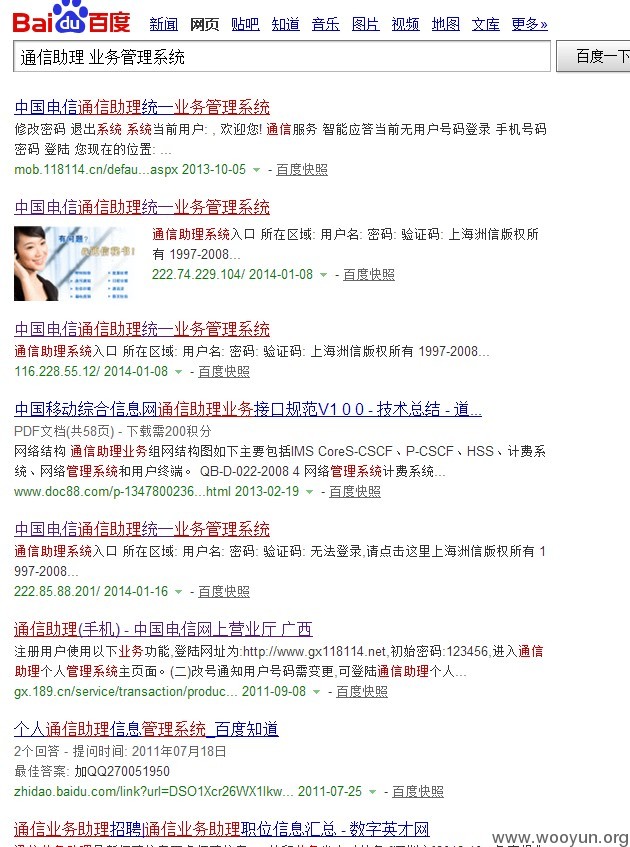 Bai du 百度 新闻 网页 贴吧 知道 音乐 图片 视频 地图 文库 更多»
通信助理 业务管理系统 百度一下
中国电信通信助理统一业务管理系统
修改密码 退出系统 系统当前用户: , 欢迎您! 通信服务 智能应答当前无用户号码登录 手机号码
密码 登陆 您现在的位置: ...
mob.118114.cn/defau...aspx 2013-10-05 - 百度快照
中国电信通信助理统一业务管理系统
有问题?
通信助理系统入口 所在区域: 用户名: 密码: 验证码: 上海洲信版权所
有 1997-2008...
222.74.229.104/ 2014-01-08 - 百度快照
中国电信通信助理统一业务管理系统
通信助理系统入口 所在区域: 用户名: 密码: 验证码: 上海洲信版权所有 1997-2008...
116.228.55.12/ 2014-01-08 - 百度快照
中国移动综合信息网通信助理业务接口规范V1 0 0 - 技术总结 - 道...
PDF文档(共58页) - 下载需200积分
网络结构 通信助理业务组网结构图如下主要包括IMS CoreS-CSCF、P-CSCF、HSS、计费系
统、网络管理系统和用户终端。 QB-D-022-2008 4 网络管理系统计费系统...
www.doc88.com/p-1347800236...html 2013-02-19 - 百度快照
中国电信通信助理统一业务管理系统
通信助理系统入口 所在区域: 用户名: 密码: 验证码: 无法登录,请点击这里上海洲信版权所有 1
997-2008...
222.85.88.201/ 2014-01-16 - 百度快照
通信助理(手机) - 中国电信网上营业厅 广西
注册用户使用以下业务功能,登陆网址为:http://www.gx118114.net,初始密码:123456,进入通信
助理个人管理系统主页面。(二)改号通知用户号码需变更,可登陆通信助理个人...
gx.189.cn/service/transaction/produc... 2011-09-08 - 百度快照
个人通信助理信息管理系统_百度知道
2个回答 - 提问时间: 2011年07月18日
最佳答案: 加QQ270051950
zhidao.baidu.com/link?url=DSO1Xcr26WX1lkw... 2011-07-25 - 百度快照
通信业务助理招聘|通信业务助理职位信息汇总 - 数字英才网
www.wooyun.org